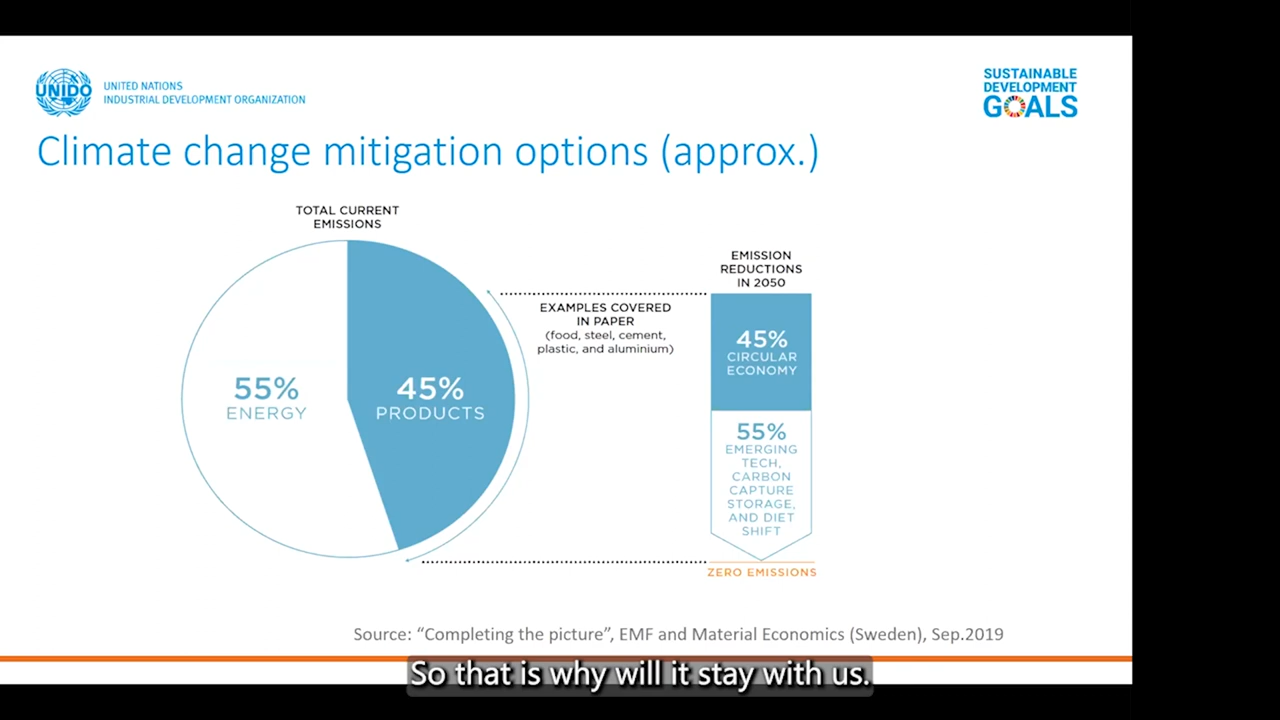 UNIDO
UNITED NATIONS
INDUSTRIAL DEVELOPMENT ORGANIZATION
SUSTAINABLE
DEVELOPMENT
GOALS
Climate change mitigation options (approx.)
TOTAL CURRENT
EMISSIONS
55%
ENERGY
45%
PRODUCTS
EXAMPLES COVERED
IN PAPER
(food, steel, cement,
plastic, and aluminium)
EMISSION
REDUCTIONS
IN 2050
45%
CIRCULAR
ECONOMY
55%
EMERGING
TECH,
CARBON
CAPTURE
STORAGE,
AND DIET
SHIFT
ZERO EMISSIONS
Source: “Completing the picture”, EMF and Material Economics (Sweden), Sep.2019
So that is why will it stay with us.